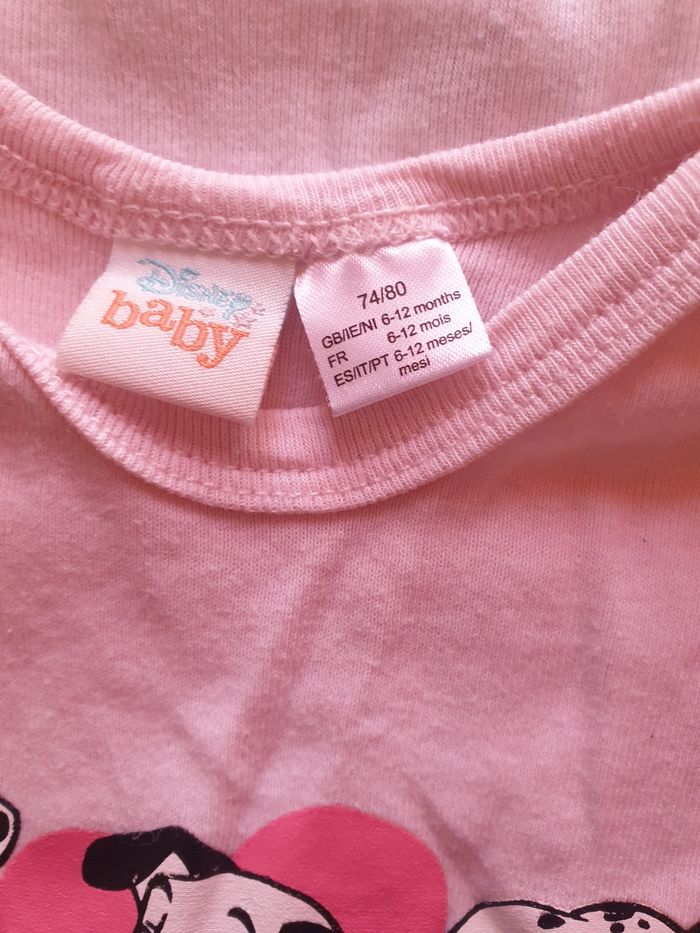 Disney
baby
74/80
GB/IE/NI 6-12 months
FR 6-12 mois
ES/IT/PT 6-12 meses/
mesi